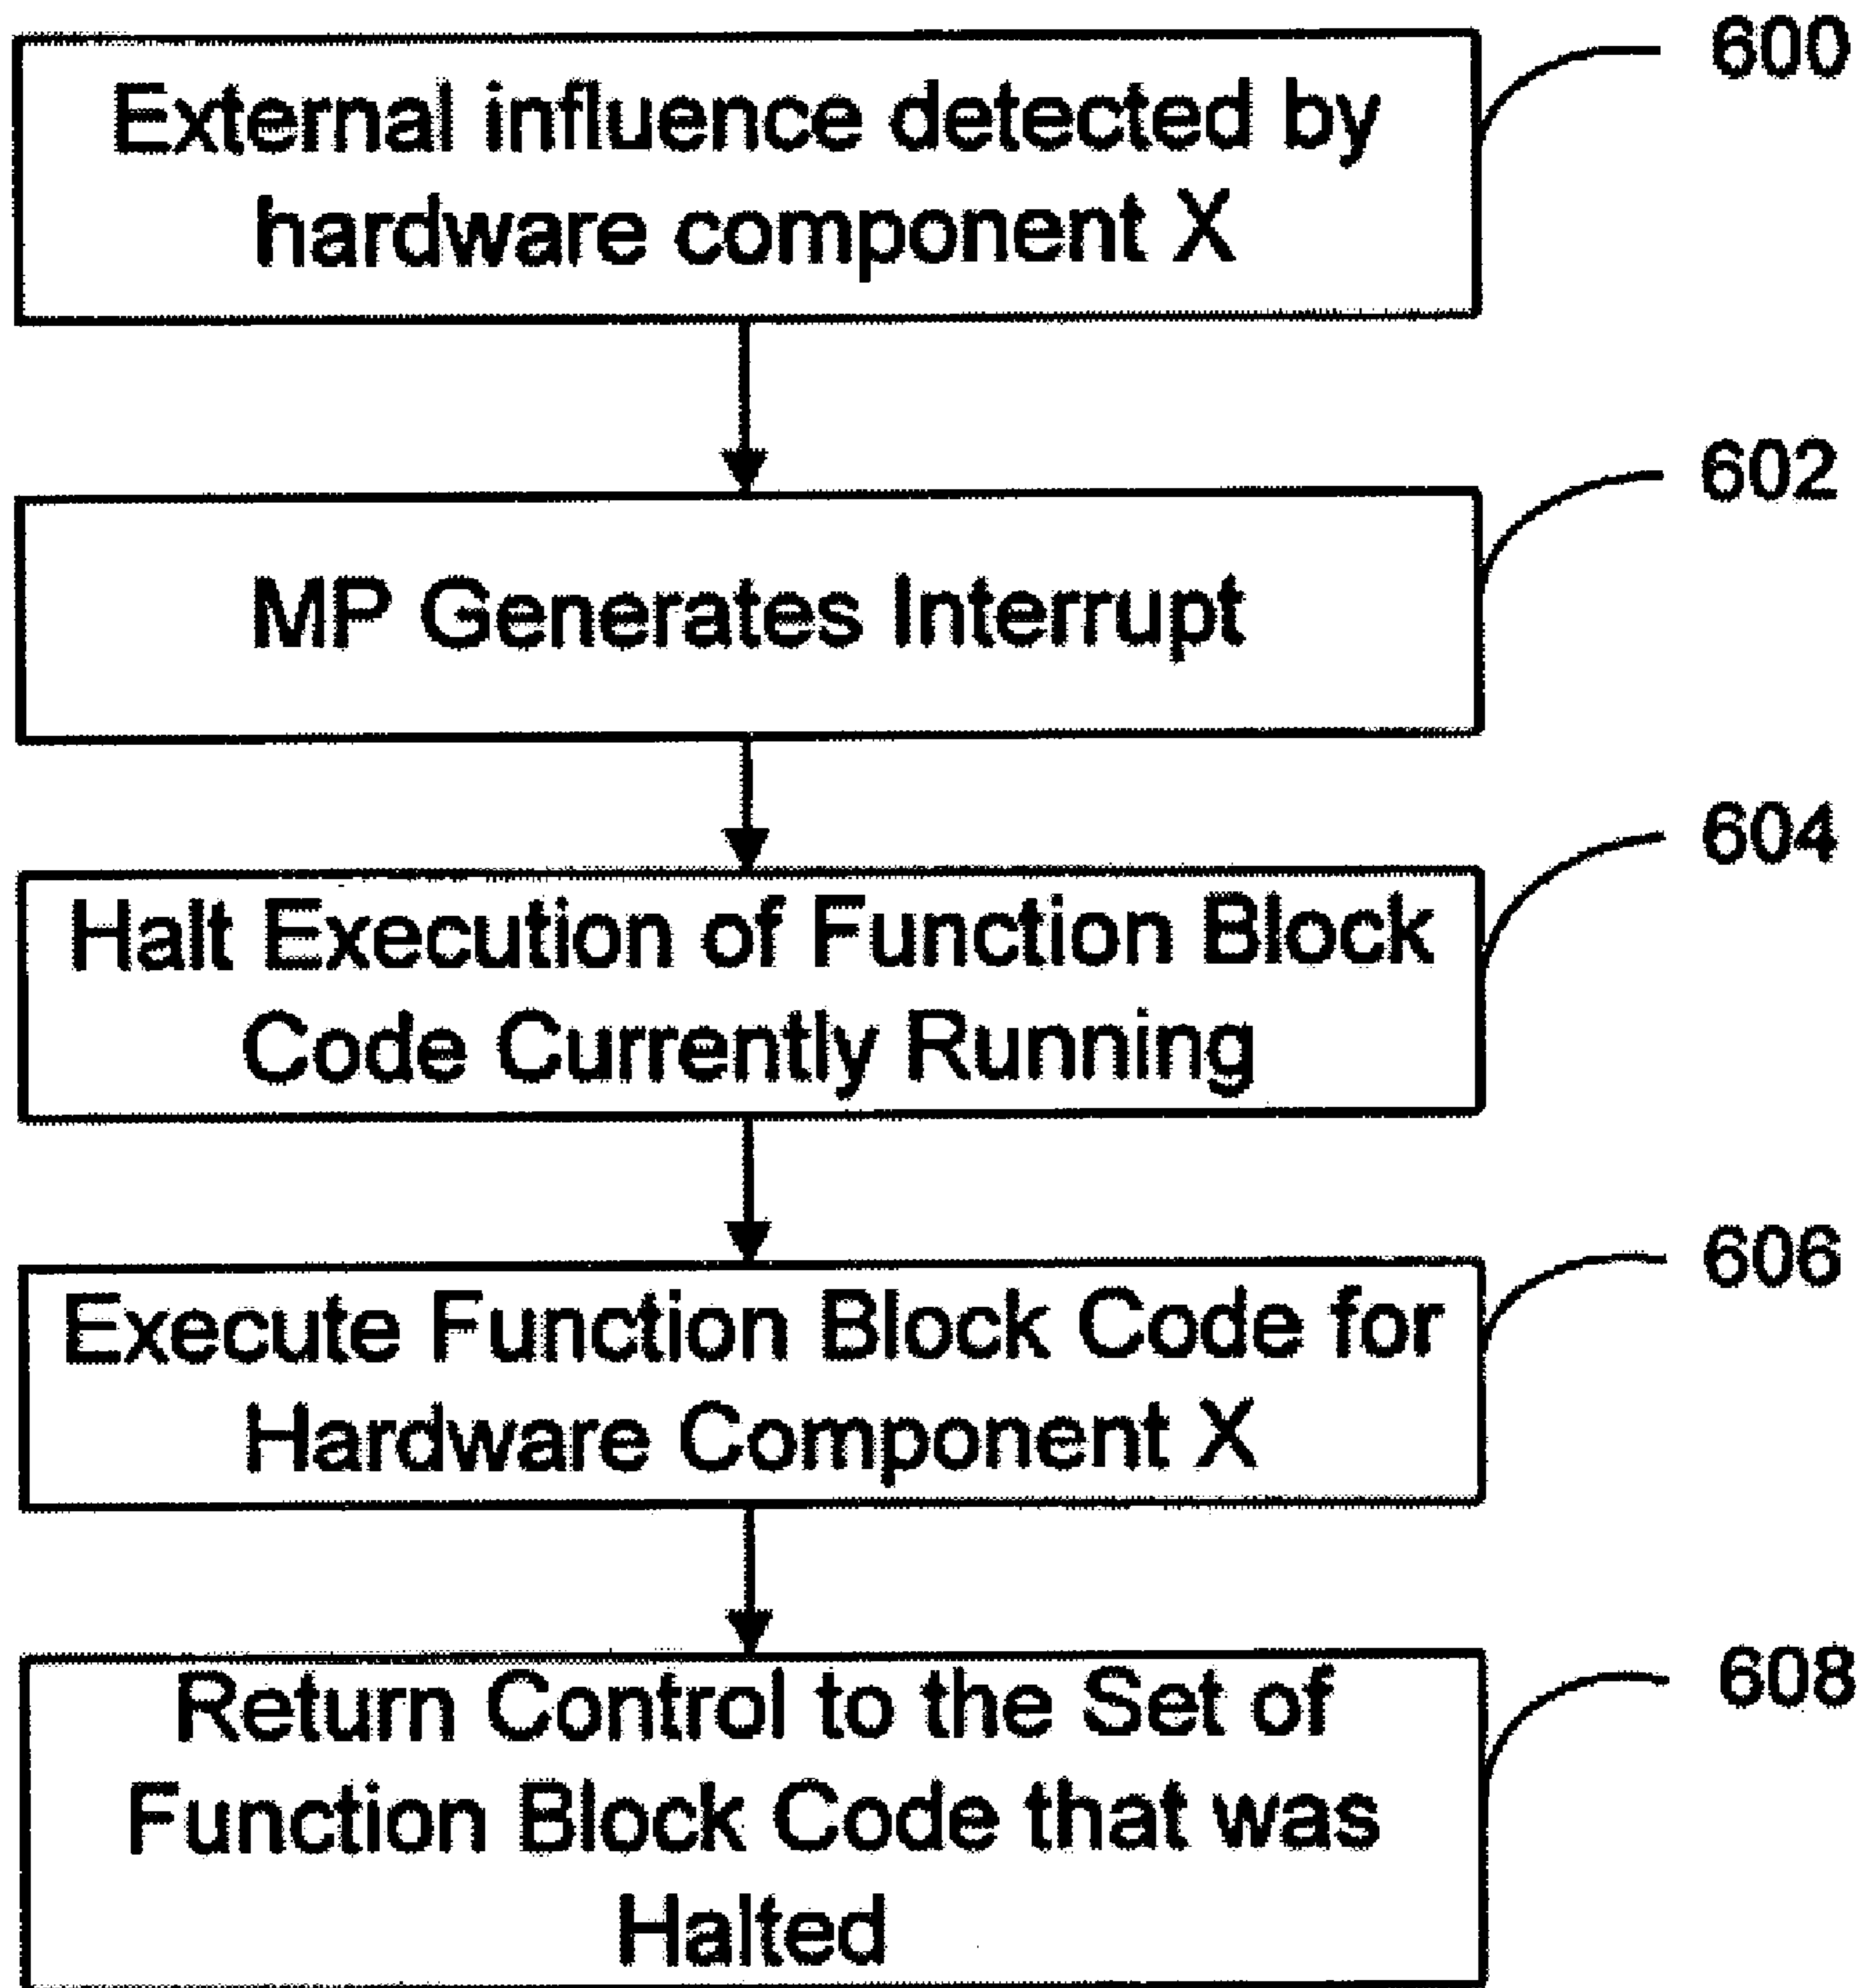 External influence detected by
hardware component X
600
MP Generates Interrupt
602
Halt Execution of Function Block
Code Currently Running
604
Execute Function Block Code for
Hardware Component X
606
Return Control to the Set of
Function Block Code that was
Halted
608